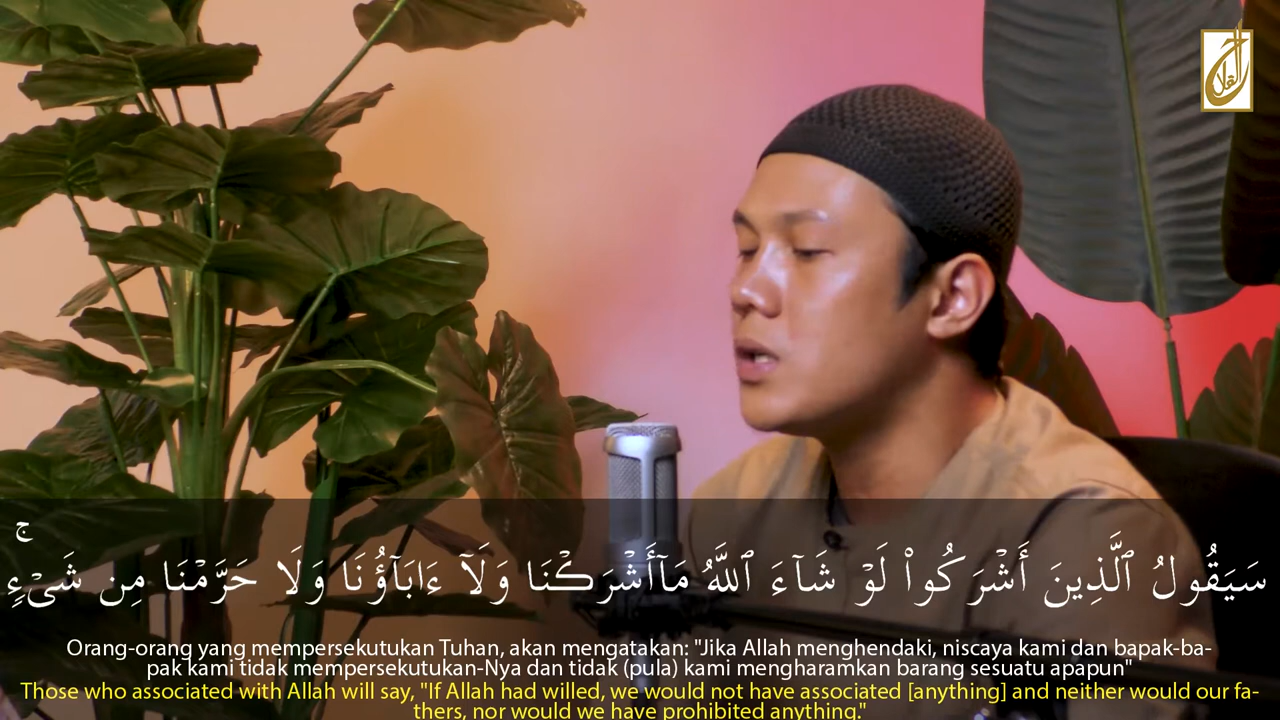 سَيَقُولُ ٱلَّذِينَ أَشْرَكُوا۟ لَوْ شَآءَ ٱللَّهُ مَآأَشْرَكْنَا وَلَآ ءَابَآؤُنَا وَلَا حَرَّمْنَا مِن شَىْءٍۢ ۚ
Orang-orang yang mempersekutukan Tuhan, akan mengatakan: "Jika Allah menghendaki, niscaya kami dan bapak-ba-
pak kami tidak mempersekutukan-Nya dan tidak (pula) kami mengharamkan barang sesuatu apapun"
Those who associated with Allah will say, "If Allah had willed, we would not have associated [anything] and neither would our fa-
thers, nor would we have prohibited anything."